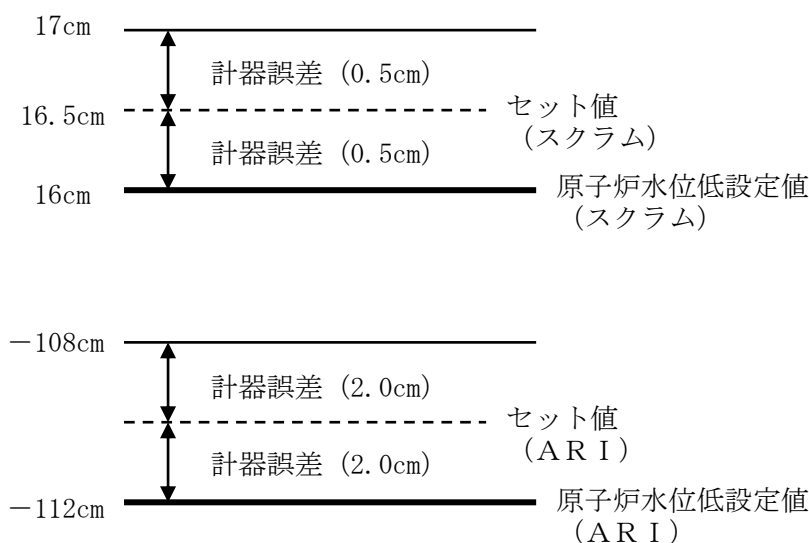 17cm
計器誤差 (0.5cm)
16.5cm
セット値
(スクラム)
計器誤差 (0.5cm)
16cm
原子炉水位低設定値
(スクラム)
－108cm
計器誤差 (2.0cm)
セット値
(ＡＲＩ)
計器誤差 (2.0cm)
－112cm
原子炉水位低設定値
(ＡＲＩ)